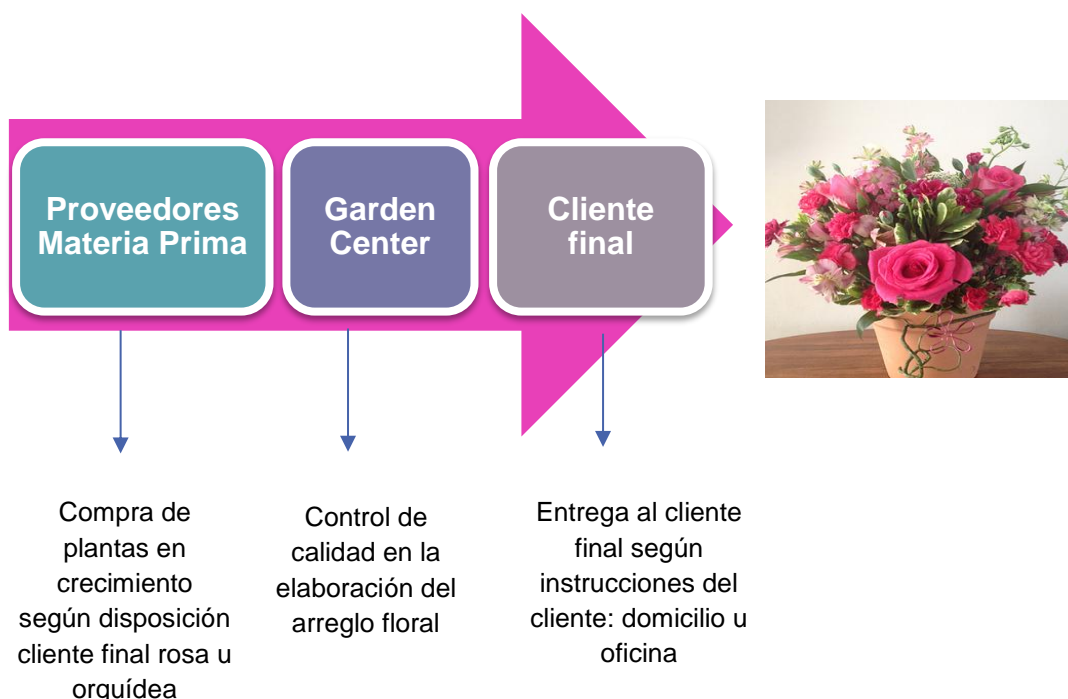 Proveedores
Materia Prima
Garden
Center
Cliente
final
Compra de
plantas en
crecimiento
según disposición
cliente final rosa u
orquídea
Control de
calidad en la
elaboración del
arreglo floral
Entrega al cliente
final según
instrucciones del
cliente: domicilio u
oficina